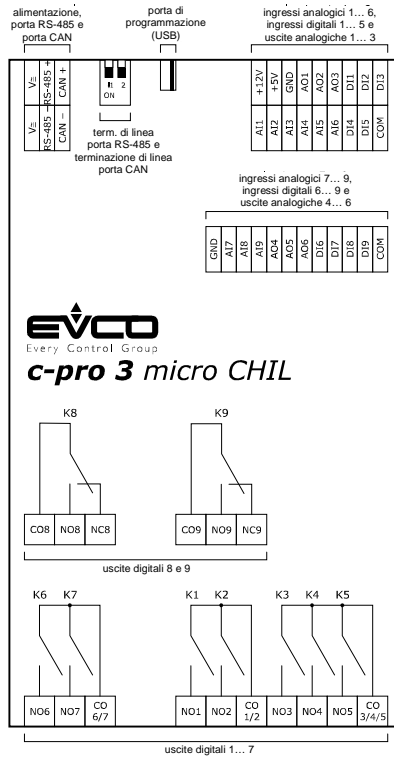 alimentazione,
porta RS-485 e
porta CAN
porta di
programmazione
(USB)
ingressi analogici 1… 6,
ingressi digitali 1… 5 e
uscite analogiche 1… 3
V≂ RS-485 + CAN +
V≂ RS-485 − CAN −
1 2
ON
+12V +5V GND AO1 AO2 AO3 DI1 DI2 DI3
AI1 AI2 AI3 AI4 AI5 AI6 DI4 DI5 COM
term. di linea
porta RS-485 e
terminazione di linea
porta CAN
ingressi analogici 7… 9,
ingressi digitali 6… 9 e
uscite analogiche 4… 6
GND AI7 AI8 AI9 AO4 AO5 AO6 DI6 DI7 DI8 DI9 COM
EVCO
Every Control Group
c-pro 3 micro CHIL
K8 K9
CO8 NO8 NC8 CO9 NO9 NC9
uscite digitali 8 e 9
K6 K7 K1 K2 K3 K4 K5
NO6 NO7 CO 6/7 NO1 NO2 CO 1/2 NO3 NO4 NO5 CO 3/4/5
uscite digitali 1… 7